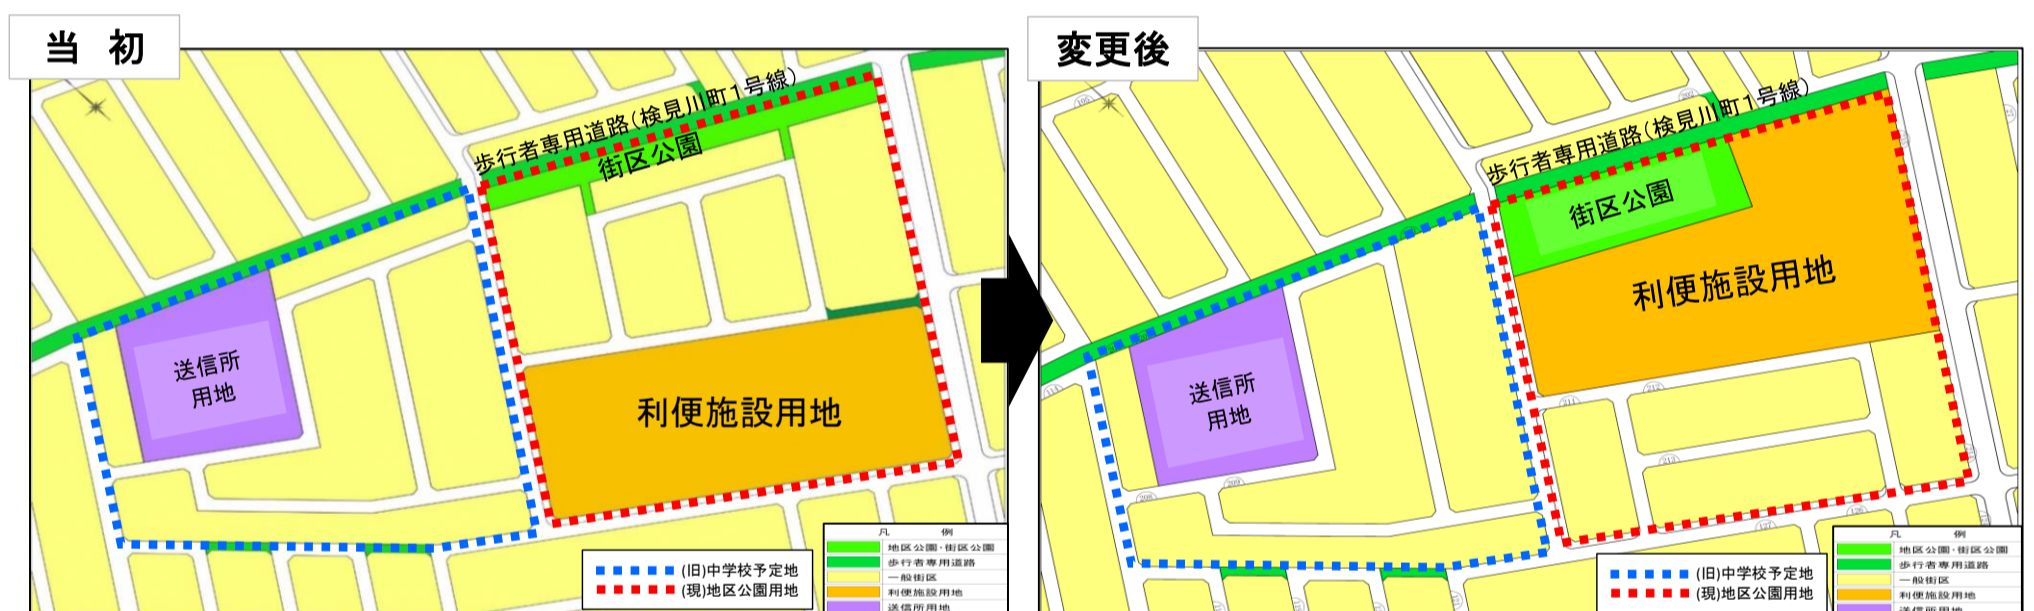 当 初
歩行者専用道路(検見川町1号線)
街区公園
送信所
用地
利便施設用地
(旧)中学校予定地
(現)地区公園用地
凡 例
地区公園・街区公園
歩行者専用道路
一般街区
利便施設用地
送信所用地
変更後
歩行者専用道路(検見川町1号線)
街区公園
利便施設用地
送信所
用地
(旧)中学校予定地
(現)地区公園用地
凡 例
地区公園・街区公園
歩行者専用道路
一般街区
利便施設用地
送信所用地